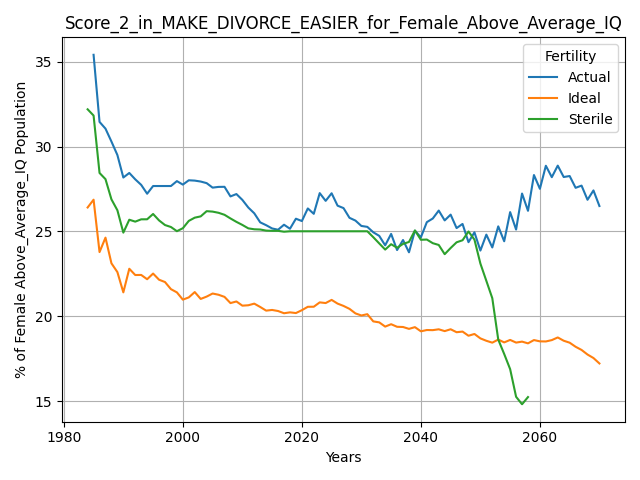 Score_2_in_MAKE_DIVORCE_EASIER_for_Female_Above_Average_IQ
% of Female Above_Average_IQ Population
35
30
25
20
15
Fertility
Actual
Ideal
Sterile
1980 2000 2020 2040 2060
Years